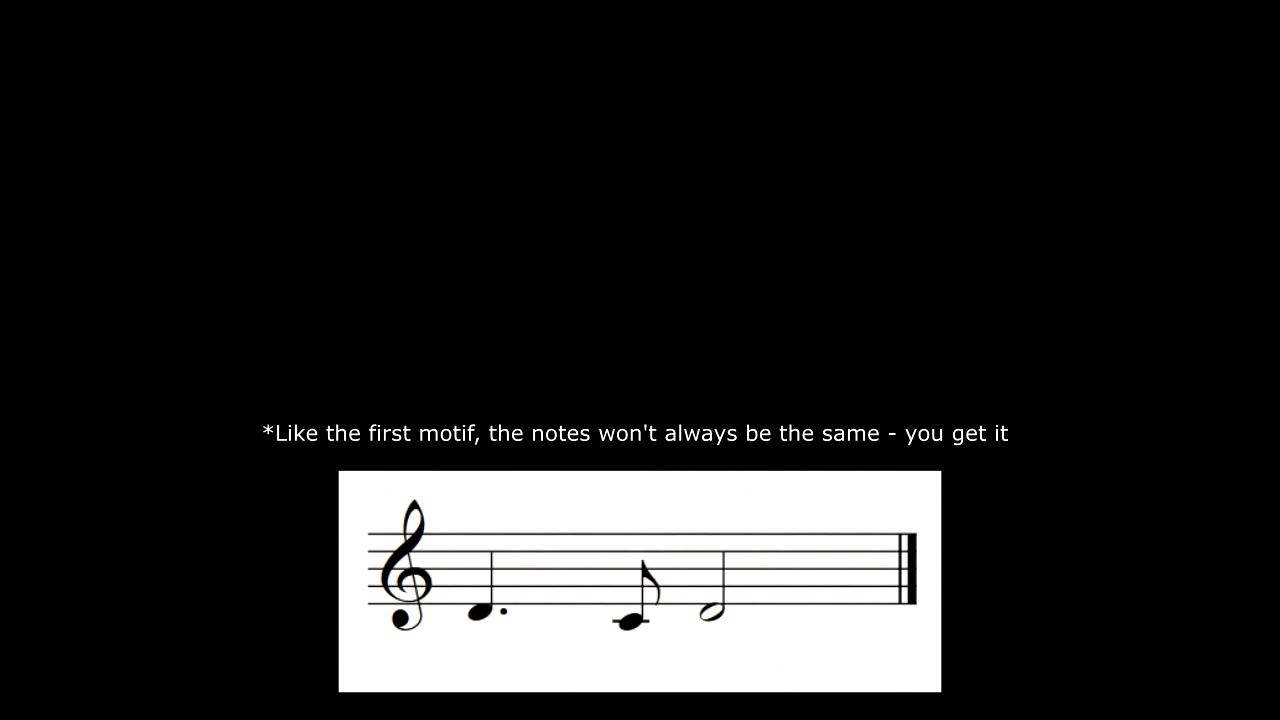 *Like the first motif, the notes won't always be the same - you get it